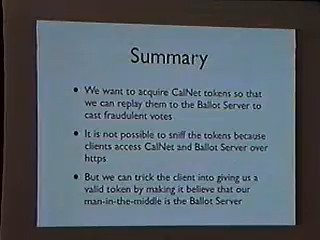 Summary
• We want to acquire CalNet tokens so that
we can replay them to the Ballot Server to
cast fraudulent votes
• It is not possible to sniff the tokens because
clients access CalNet and Ballot Server over
https
• But we can trick the client into giving us a
valid token by making it believe that our
man-in-the-middle is the Ballot Server